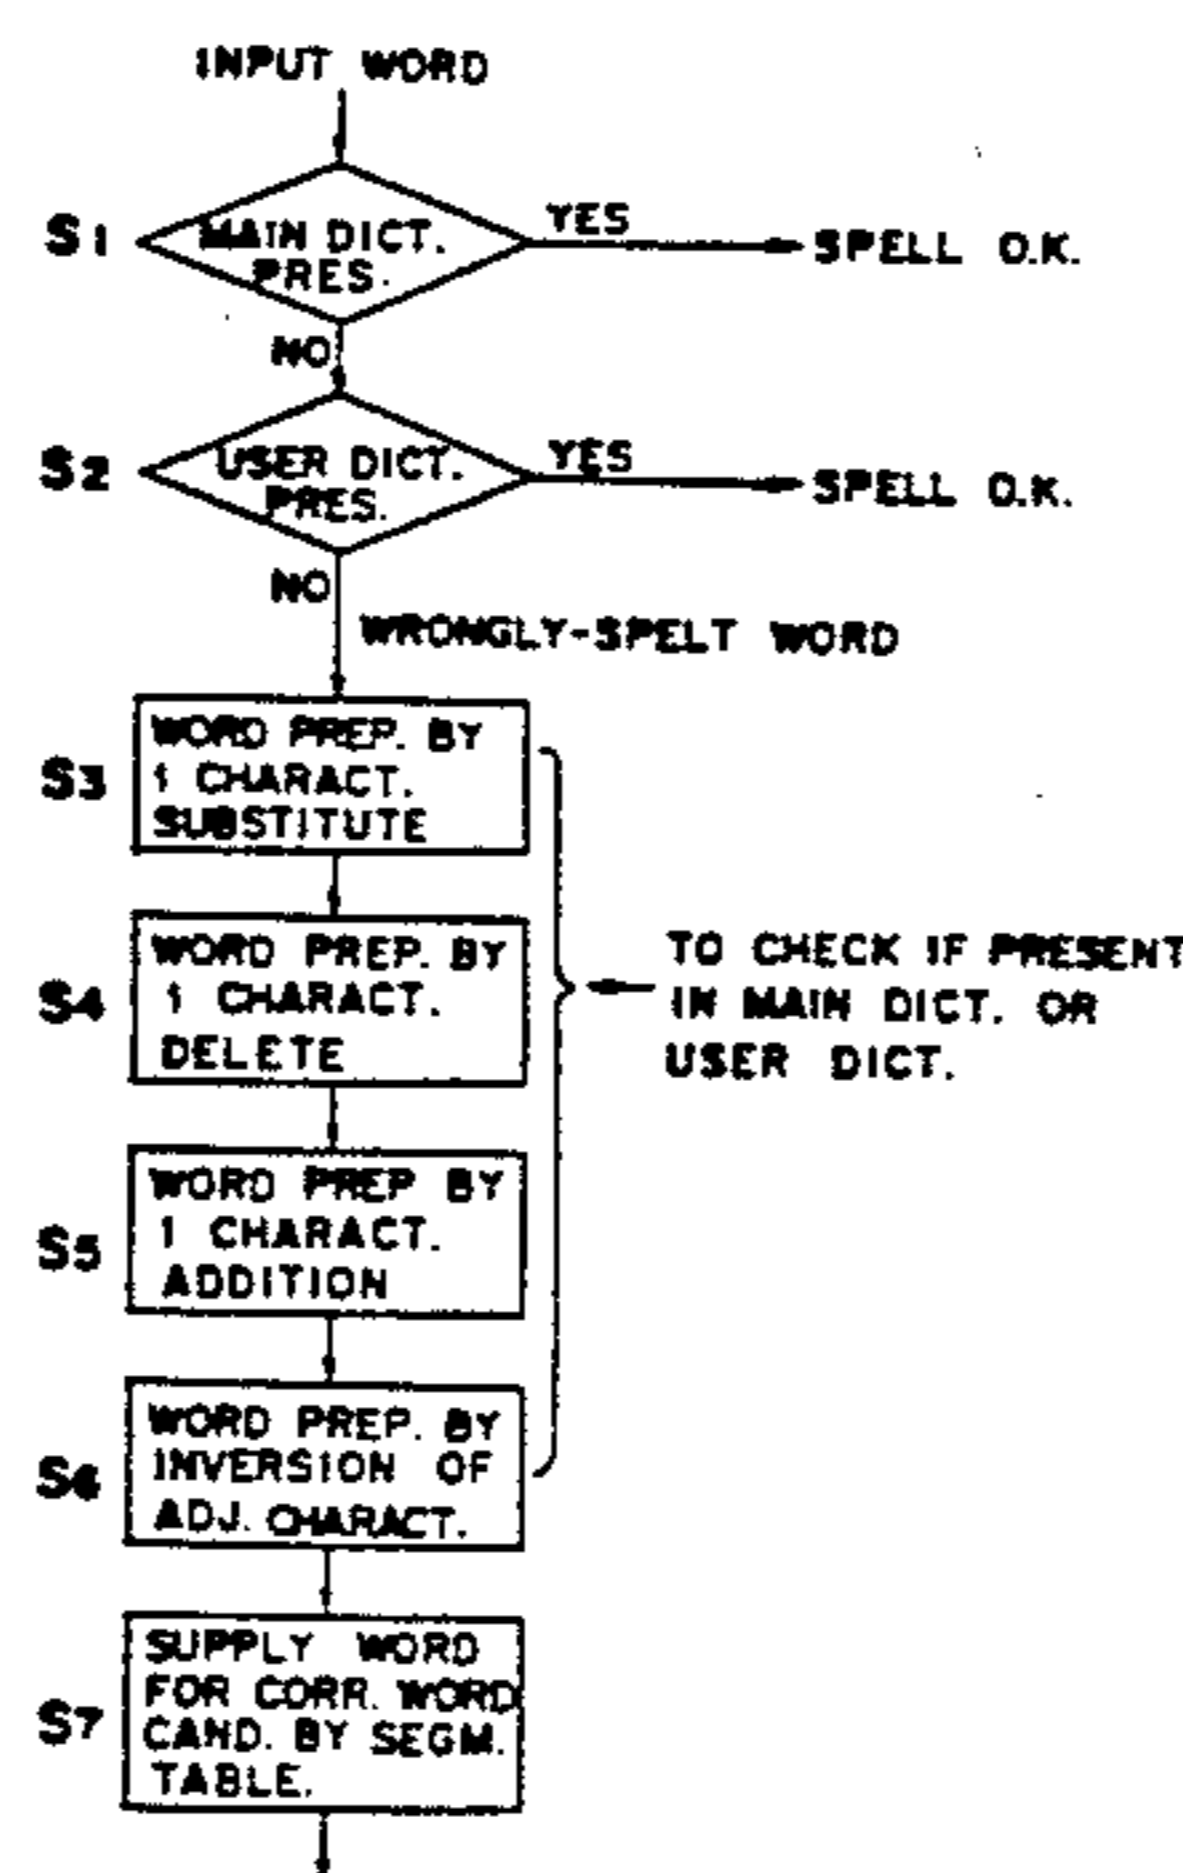 INPUT WORD
S1
MAIN DICT.
PRES.
YES
SPELL O.K.
NO
S2
USER DICT.
PRES.
YES
SPELL O.K.
NO
WRONGLY-SPELT WORD
S3
WORD PREP. BY
1 CHARACT.
SUBSTITUTE
S4
WORD PREP. BY
1 CHARACT.
DELETE
TO CHECK IF PRESENT
IN MAIN DICT. OR
USER DICT.
S5
WORD PREP BY
1 CHARACT.
ADDITION
S6
WORD PREP. BY
INVERSION OF
ADJ. CHARACT.
S7
SUPPLY WORD
FOR CORR. WORD
CAND. BY SEGM.
TABLE.